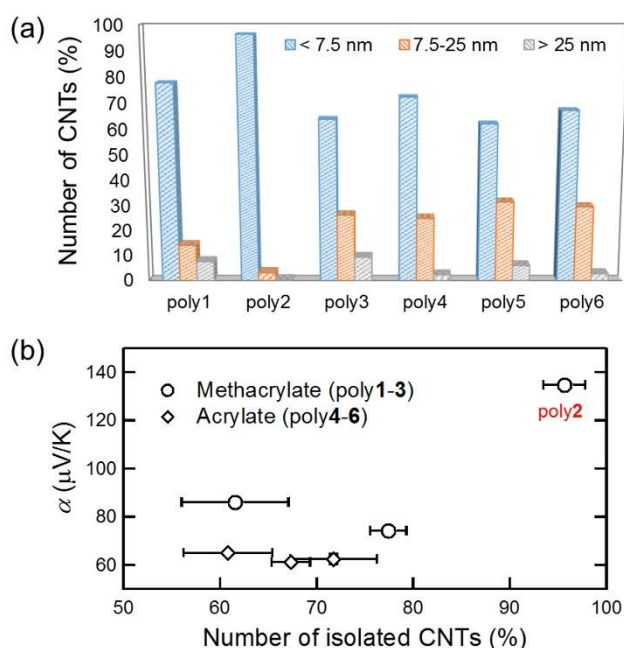 (a)
100
90
80
70
60
50
40
30
20
10
0
Number of CNTs (%)
< 7.5 nm 7.5-25 nm > 25 nm
poly1 poly2 poly3 poly4 poly5 poly6
(b)
140
120
100
80
60
α (μV/K)
Methacrylate (poly1-3)
Acrylate (poly4-6)
poly2
50 60 70 80 90 100
Number of isolated CNTs (%)